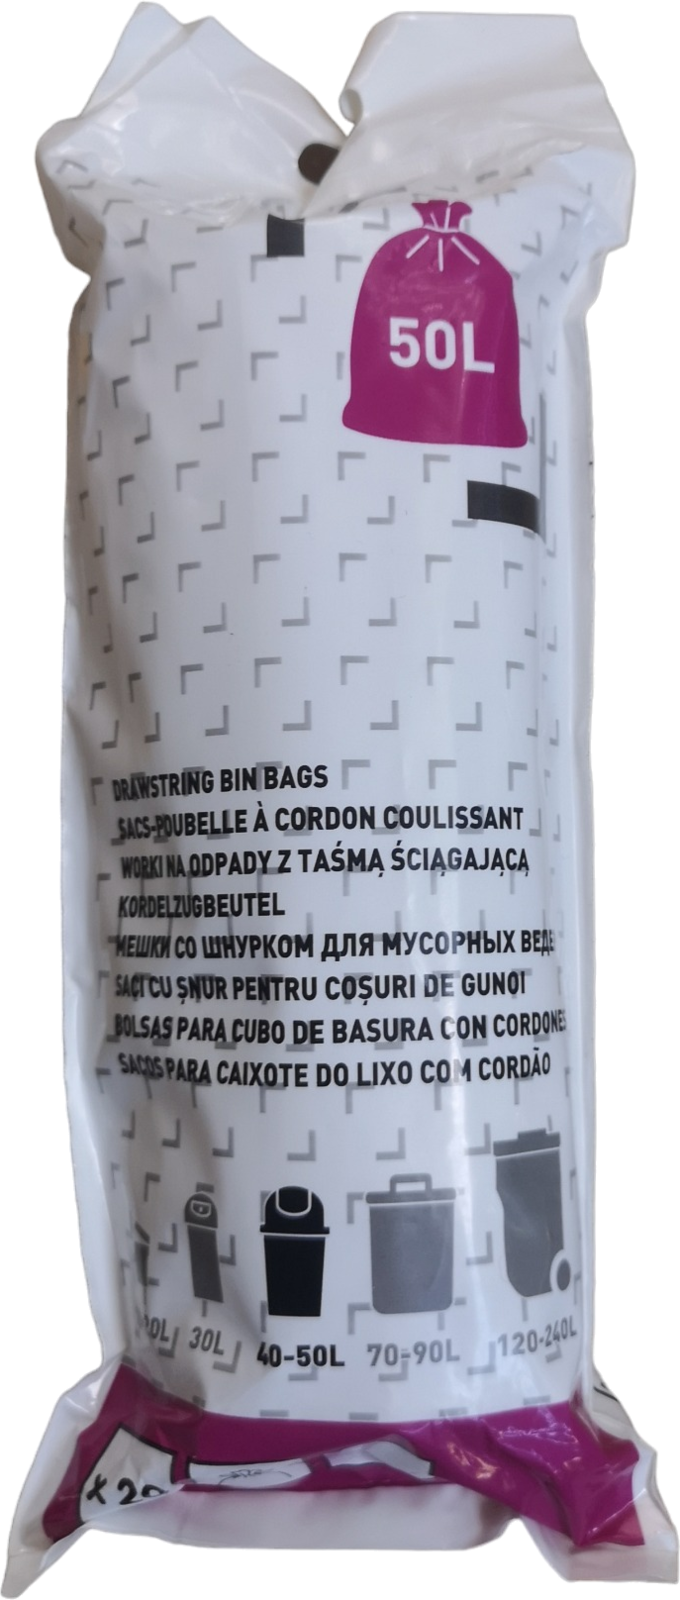 50L
DRAWSTRING BIN BAGS
SACS-POUBELLE À CORDON COULISSANT
WORKI NA ODPADY Z TAŚMĄ ŚCIĄGAJĄCĄ
KORDELZUGBEUTEL
МЕШКИ СО ШНУРКОМ ДЛЯ МУСОРНЫХ ВЕДЕ
SACI CU ȘNUR PENTRU COȘURI DE GUNOI
BOLSAS PARA CUBO DE BASURA CON CORDONES
SACOS PARA CAIXOTE DO LIXO COM CORDÃO
30L 40-50L 70-90L 120-240L